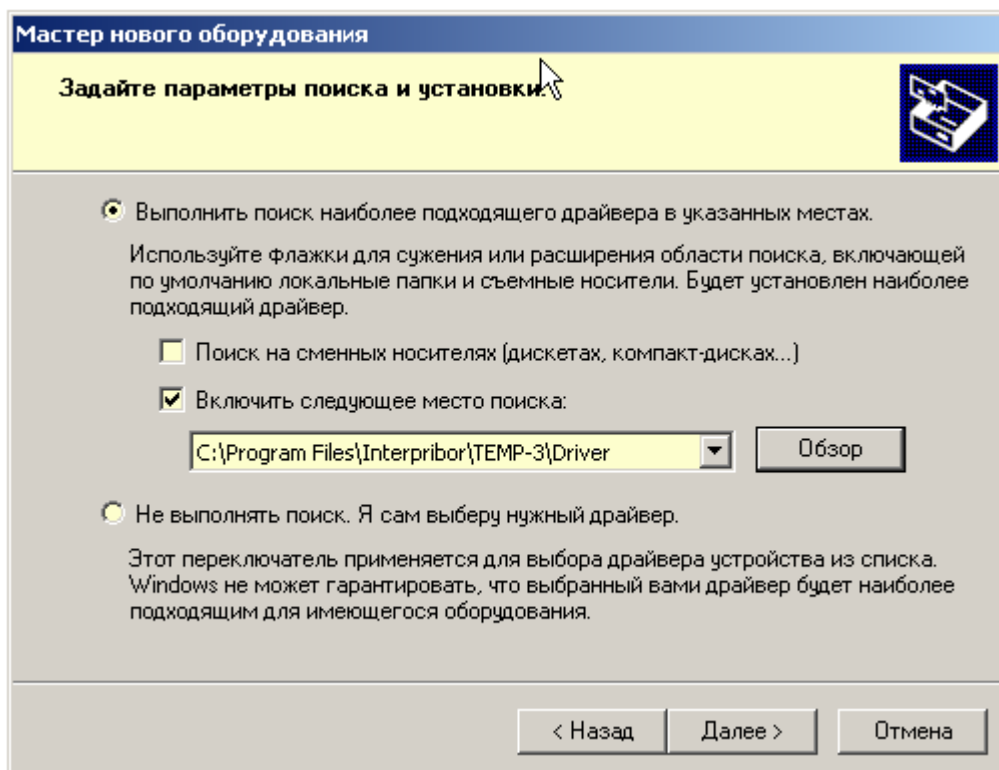 Мастер нового оборудования
Задайте параметры поиска и установки.
Выполнить поиск наиболее подходящего драйвера в указанных местах.
Используйте флажки для сужения или расширения области поиска, включающей
по умолчанию локальные папки и съемные носители. Будет установлен наиболее
подходящий драйвер.
Поиск на сменных носителях (дискетах, компакт-дисках...)
Включить следующее место поиска:
C:\Program Files\Interpribor\TEMP-3\Driver
Обзор
Не выполнять поиск. Я сам выберу нужный драйвер.
Этот переключатель применяется для выбора драйвера устройства из списка.
Windows не может гарантировать, что выбранный вами драйвер будет наиболее
подходящим для имеющегося оборудования.
< Назад
Далее >
Отмена